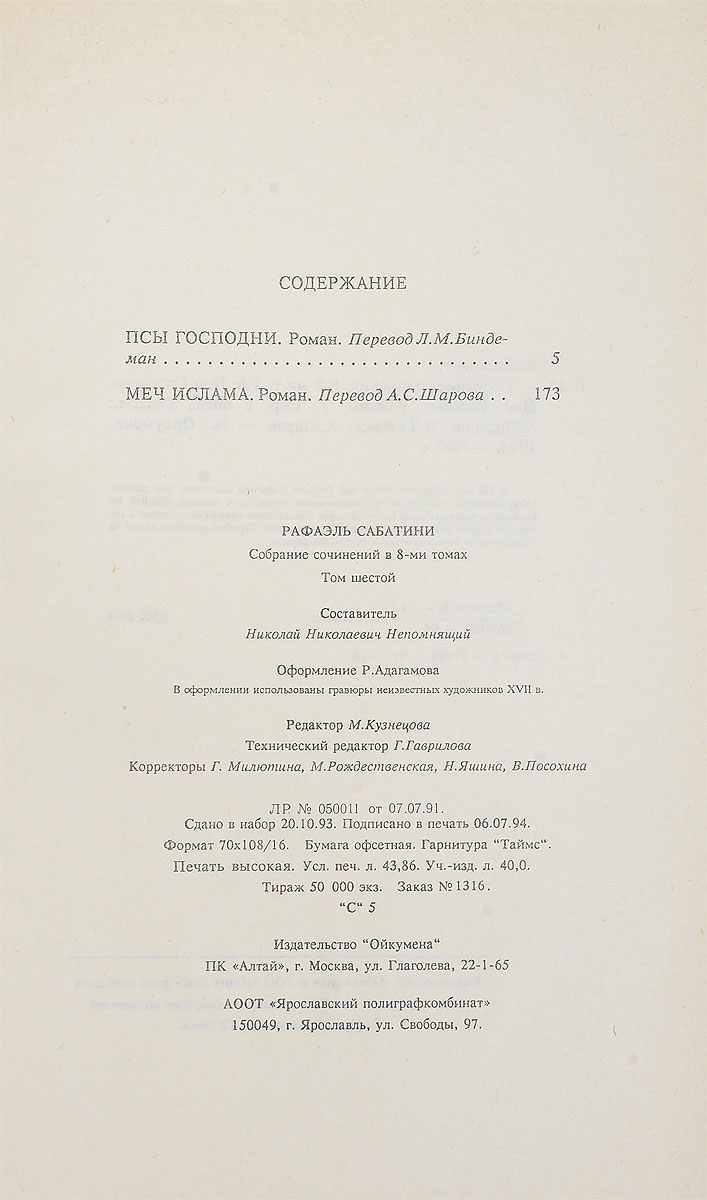 СОДЕРЖАНИЕ
ПСЫ ГОСПОДНИ. Роман. Перевод Л.М.Бинде-
ман . . . . . . . . . . . . . . . . . . . . . . . . . . . . . . . 5
МЕЧ ИСЛАМА. Роман. Перевод А.С.Шарова . . 173
РАФАЭЛЬ САБАТИНИ
Собрание сочинений в 8-ми томах
Том шестой
Составитель
Николай Николаевич Непомнящий
Оформление Р.Адагамова
В оформлении использованы гравюры неизвестных художников XVII в.
Редактор М.Кузнецова
Технический редактор Г.Гаврилова
Корректоры Г. Милютина, М.Рождественская, Н.Яшина, В.Посохина
ЛР. № 050011 от 07.07.91.
Сдано в набор 20.10.93. Подписано в печать 06.07.94.
Формат 70х108/16. Бумага офсетная. Гарнитура "Таймс".
Печать высокая. Усл. печ. л. 43,86. Уч.-изд. л. 40,0.
Тираж 50 000 экз. Заказ №1316.
"С" 5
Издательство "Ойкумена"
ПК «Алтай», г. Москва, ул. Глаголева, 22-1-65
АООТ «Ярославский полиграфкомбинат»
150049, г. Ярославль, ул. Свободы, 97.